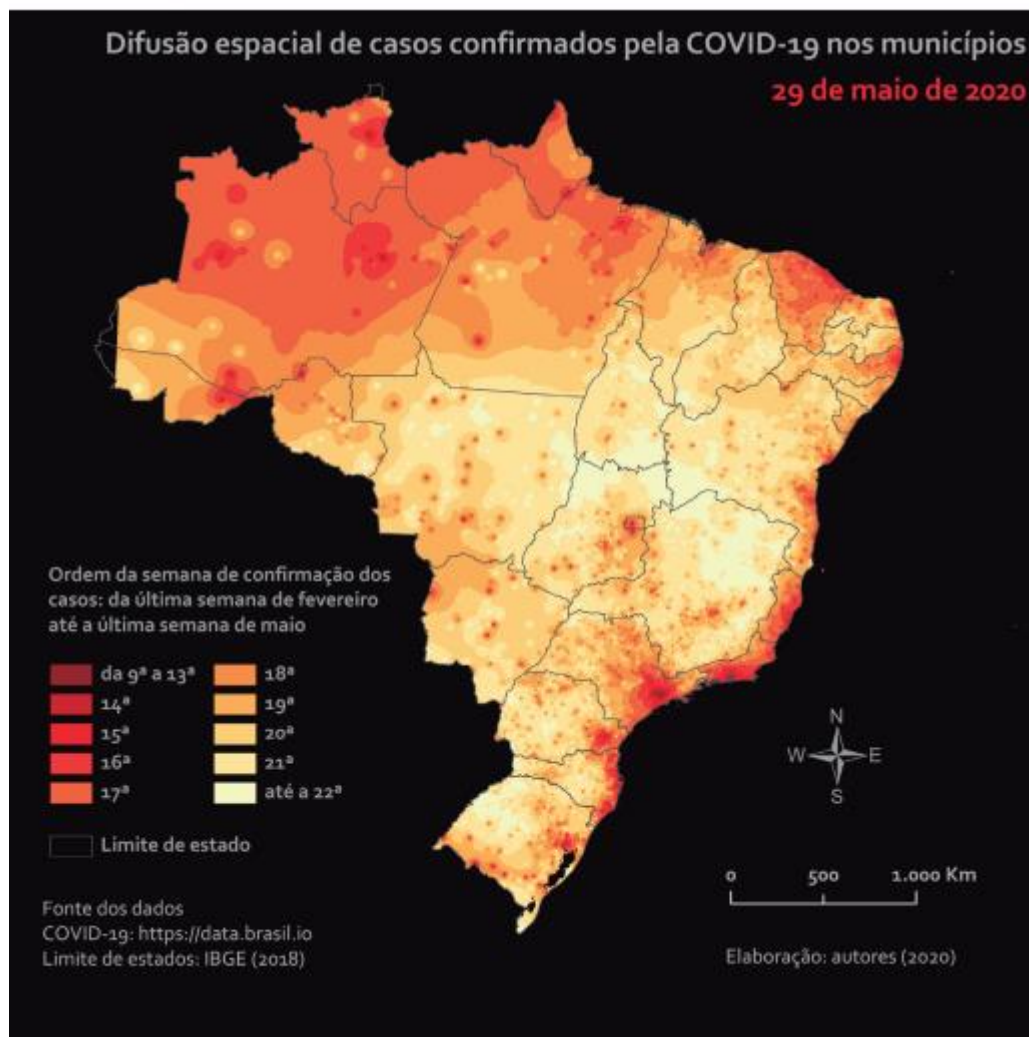 Difusão espacial de casos confirmados pela COVID-19 nos municípios
29 de maio de 2020
Ordem da semana de confirmação dos
casos: da última semana de fevereiro
até a última semana de maio
da 9ª a 13ª
14ª
15ª
16ª
17ª
18ª
19ª
20ª
21ª
até a 22ª
Limite de estado
Fonte dos dados
COVID-19: https://data.brasil.io
Limite de estados: IBGE (2018)
N
W E
S
0 500 1.000 Km
Elaboração: autores (2020)